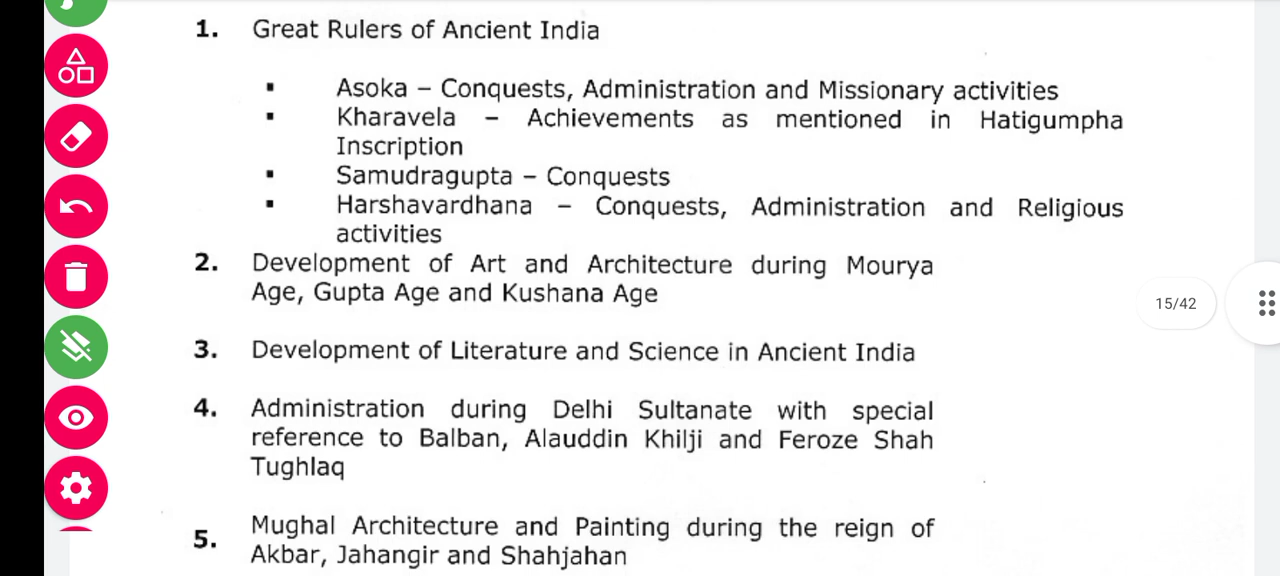 1. Great Rulers of Ancient India
▪ Asoka – Conquests, Administration and Missionary activities
▪ Kharavela – Achievements as mentioned in Hatigumpha
Inscription
▪ Samudragupta – Conquests
▪ Harshavardhana – Conquests, Administration and Religious
activities
2. Development of Art and Architecture during Mourya
Age, Gupta Age and Kushana Age
3. Development of Literature and Science in Ancient India
4. Administration during Delhi Sultanate with special
reference to Balban, Alauddin Khilji and Feroze Shah
Tughlaq
5. Mughal Architecture and Painting during the reign of
Akbar, Jahangir and Shahjahan
15/42